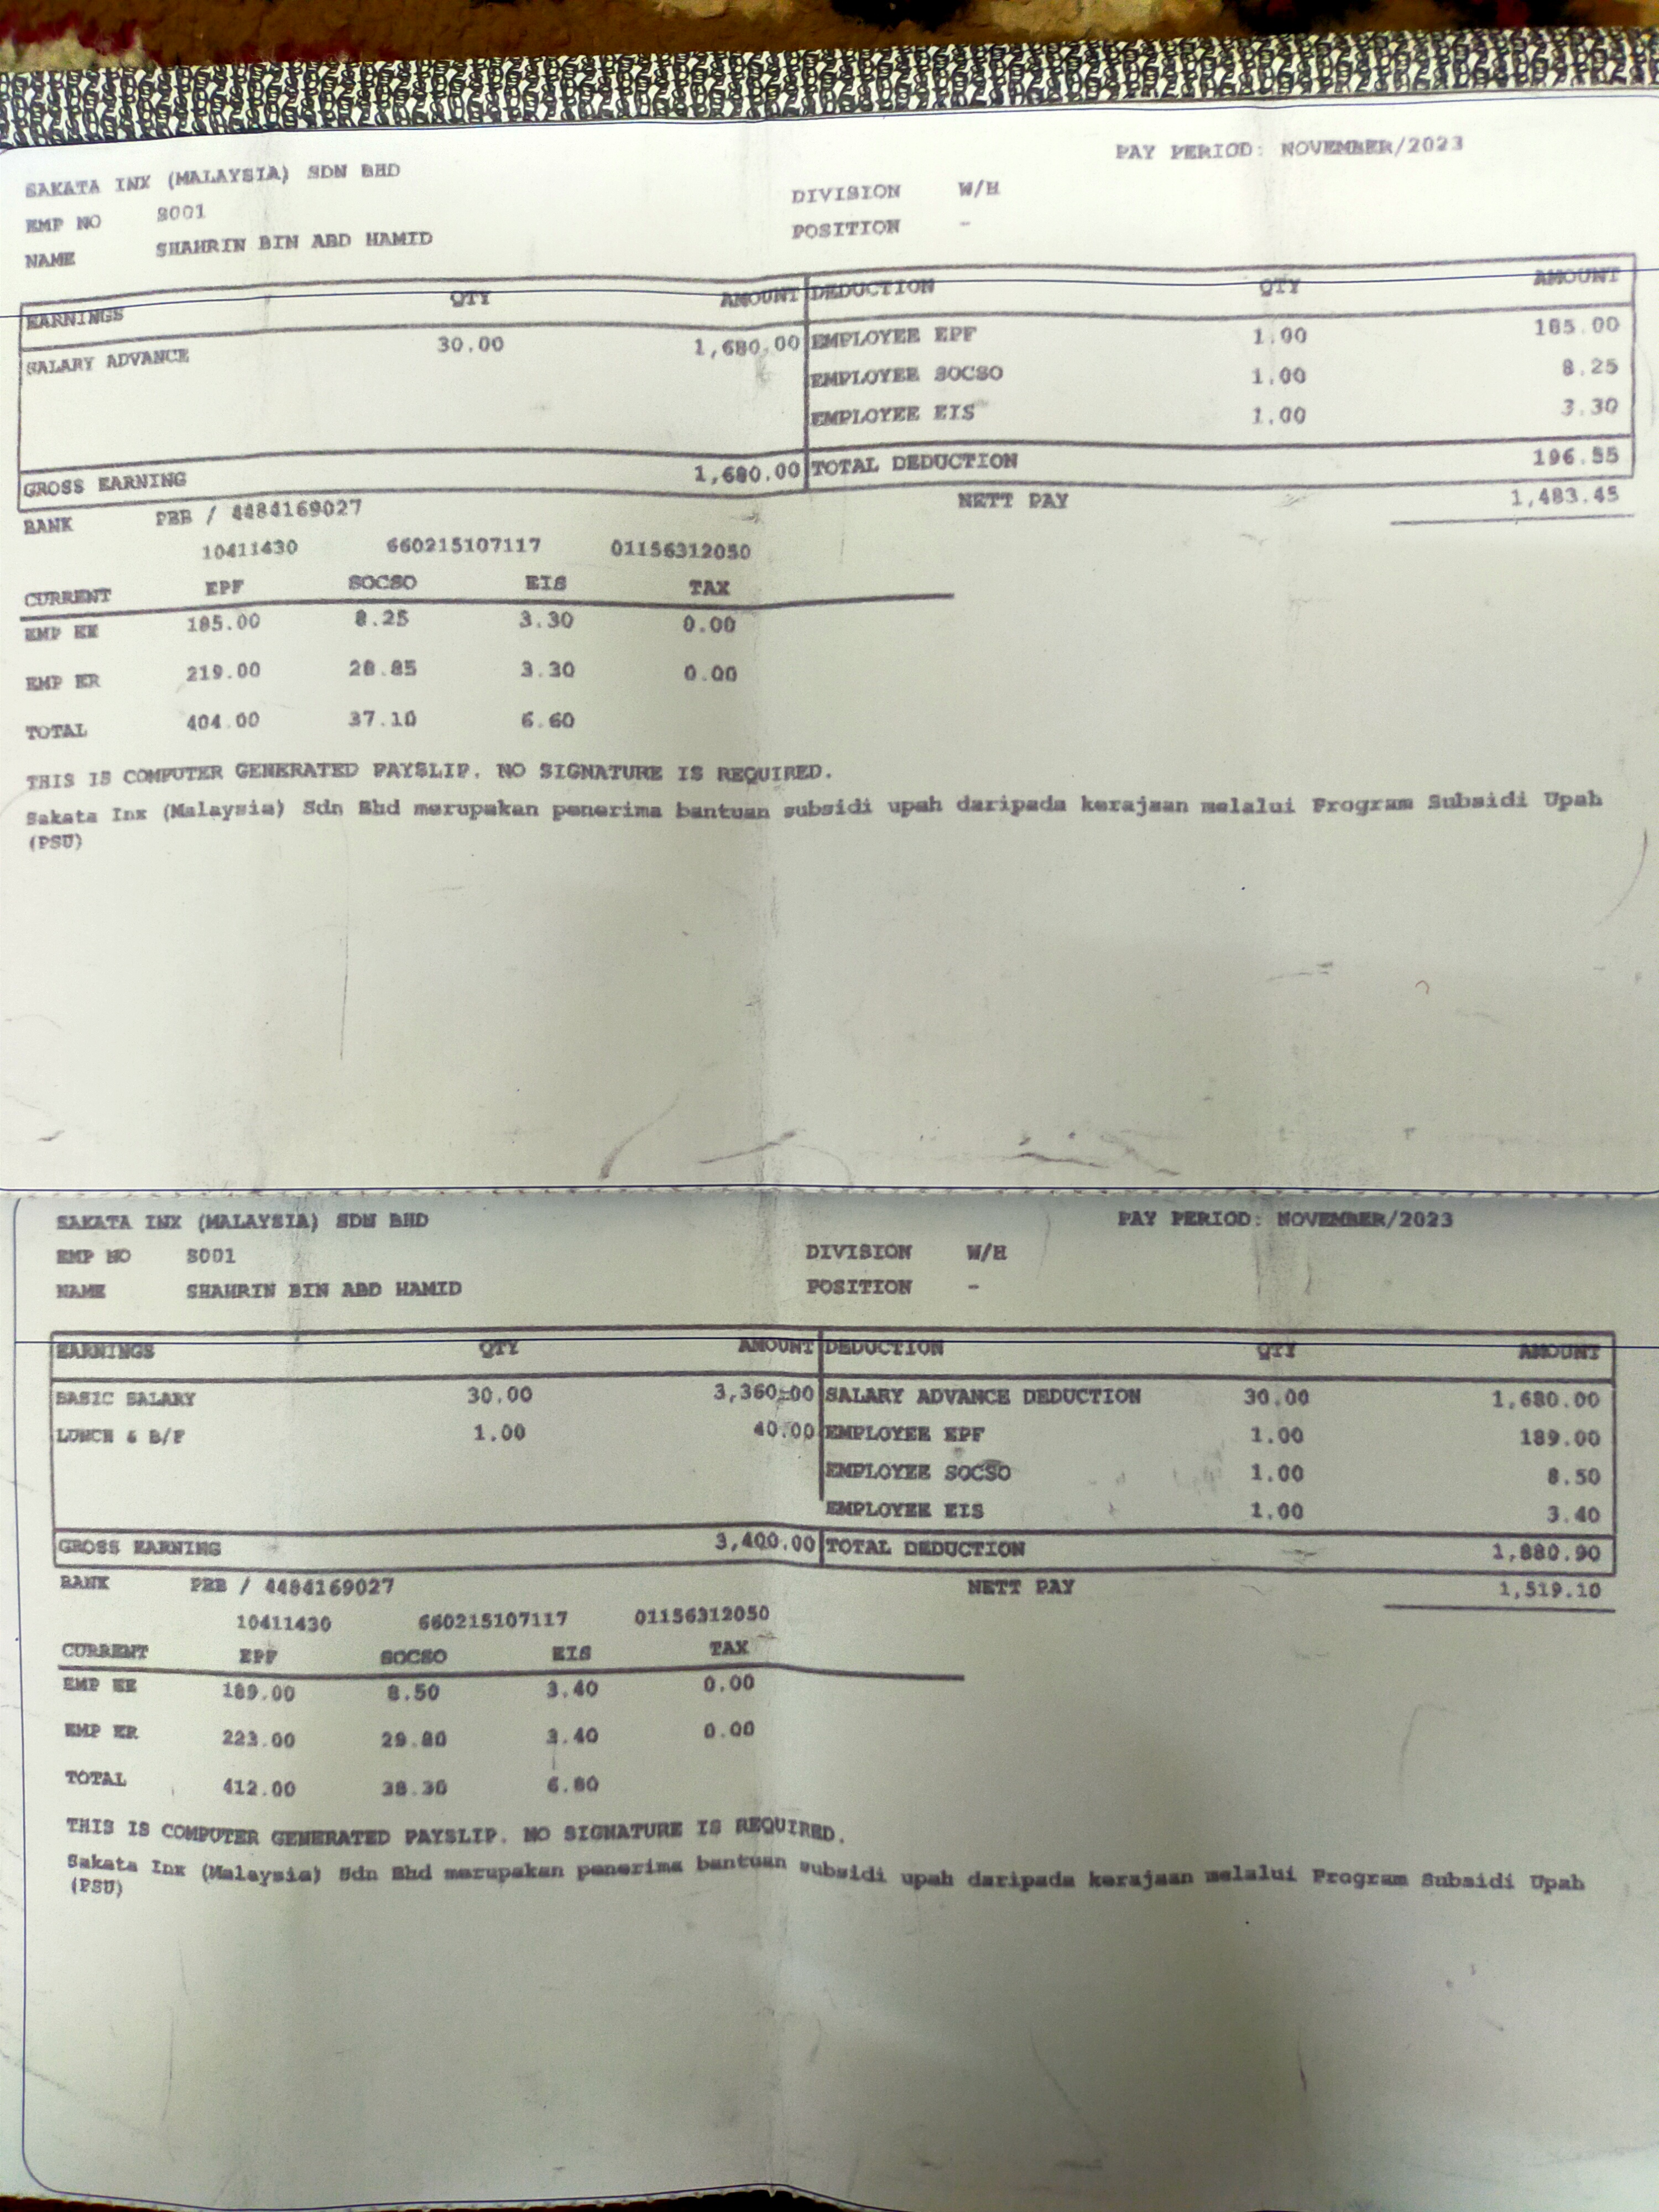 PAY PERIOD: NOVEMBER/2023
SAKATA INX (MALAYSIA) SDN BHD
EMP NO S001 DIVISION W/H
NAME SHAHRIN BIN ABD HAMID POSITION -
EARNINGS QTY AMOUNT DEDUCTION QTY AMOUNT
SALARY ADVANCE 30.00 1,680.00 EMPLOYEE EPF 1.00 185.00
EMPLOYEE SOCSO 1.00 8.25
EMPLOYEE EIS 1.00 3.30
GROSS EARNING 1,680.00 TOTAL DEDUCTION 196.55
BANK PBB / 4484169027 NETT PAY 1,483.45
10411430 660215107117 01156312050
CURRENT EPF SOCSO EIS TAX
EMP EE 185.00 8.25 3.30 0.00
EMP ER 219.00 28.85 3.30 0.00
TOTAL 404.00 37.10 6.60
THIS IS COMPUTER GENERATED PAYSLIP. NO SIGNATURE IS REQUIRED.
Sakata Inx (Malaysia) Sdn Bhd merupakan penerima bantuan subsidi upah daripada kerajaan melalui Program Subsidi Upah
(PSU)
SAKATA INX (MALAYSIA) SDN BHD PAY PERIOD: NOVEMBER/2023
EMP NO S001 DIVISION W/H
NAME SHAHRIN BIN ABD HAMID POSITION -
EARNINGS QTY AMOUNT DEDUCTION QTY AMOUNT
BASIC SALARY 30.00 3,360.00 SALARY ADVANCE DEDUCTION 30.00 1,680.00
LUNCH & B/F 1.00 40.00 EMPLOYEE EPF 1.00 189.00
EMPLOYEE SOCSO 1.00 8.50
EMPLOYEE EIS 1.00 3.40
GROSS EARNING 3,400.00 TOTAL DEDUCTION 1,880.90
BANK PBB / 4484169027 NETT PAY 1,519.10
10411430 660215107117 01156312050
CURRENT EPF SOCSO EIS TAX
EMP EE 189.00 8.50 3.40 0.00
EMP ER 223.00 29.80 3.40 0.00
TOTAL 412.00 38.30 6.80
THIS IS COMPUTER GENERATED PAYSLIP. NO SIGNATURE IS REQUIRED.
Sakata Inx (Malaysia) Sdn Bhd merupakan penerima bantuan subsidi upah daripada kerajaan melalui Program Subsidi Upah
(PSU)